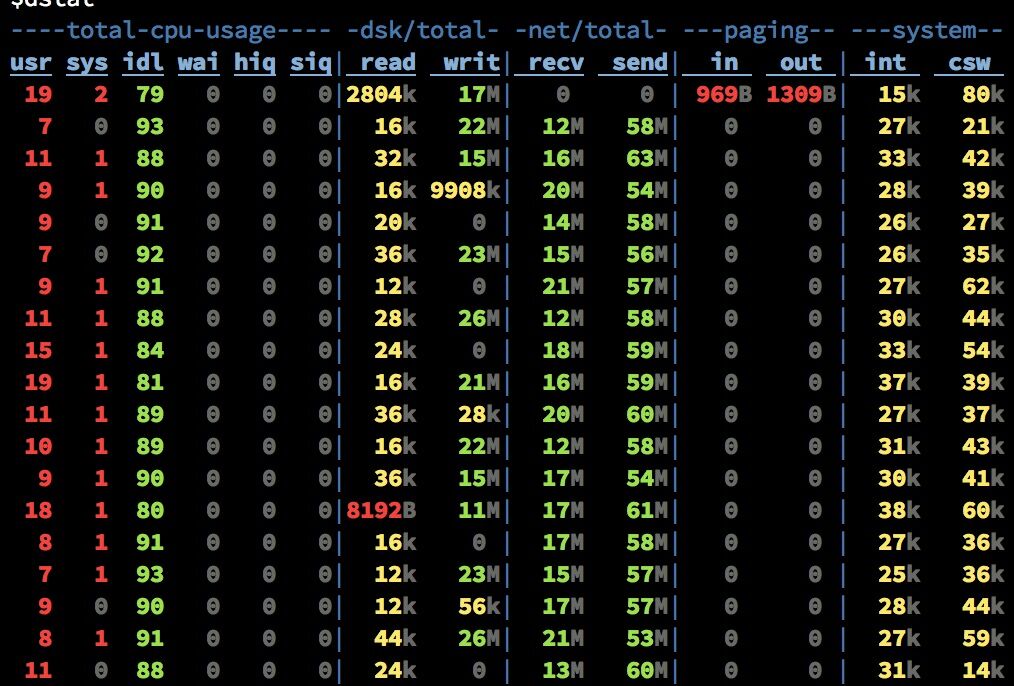 $dstat
----total-cpu-usage---- -dsk/total- -net/total- ---paging-- ---system--
usr sys idl wai hiq siq| read  writ| recv  send|  in   out | int   csw
 19   2  79   0   0   0|2804k   17M|   0     0 | 969B 1309B|  15k   80k
  7   0  93   0   0   0|  16k   22M|  12M   58M|   0     0 |  27k   21k
 11   1  88   0   0   0|  32k   15M|  16M   63M|   0     0 |  33k   42k
  9   1  90   0   0   0|  16k 9908k|  20M   54M|   0     0 |  28k   39k
  9   0  91   0   0   0|  20k    0 |  14M   58M|   0     0 |  26k   27k
  7   0  92   0   0   0|  36k   23M|  15M   56M|   0     0 |  26k   35k
  9   1  91   0   0   0|  12k    0 |  21M   57M|   0     0 |  27k   62k
 11   1  88   0   0   0|  28k   26M|  12M   58M|   0     0 |  30k   44k
 15   1  84   0   0   0|  24k    0 |  18M   59M|   0     0 |  33k   54k
 19   1  81   0   0   0|  16k   21M|  16M   59M|   0     0 |  37k   39k
 11   1  89   0   0   0|  36k   28k|  20M   60M|   0     0 |  27k   37k
 10   1  89   0   0   0|  16k   22M|  12M   58M|   0     0 |  31k   43k
  9   1  90   0   0   0|  36k   15M|  17M   54M|   0     0 |  30k   41k
 18   1  80   0   0   0|8192B   11M|  17M   61M|   0     0 |  38k   60k
  8   1  91   0   0   0|  16k    0 |  17M   58M|   0     0 |  27k   36k
  7   1  93   0   0   0|  12k   23M|  15M   57M|   0     0 |  25k   36k
  9   0  90   0   0   0|  12k   56k|  17M   57M|   0     0 |  28k   44k
  8   1  91   0   0   0|  44k   26M|  21M   53M|   0     0 |  27k   59k
 11   0  88   0   0   0|  24k    0 |  13M   60M|   0     0 |  31k   14k